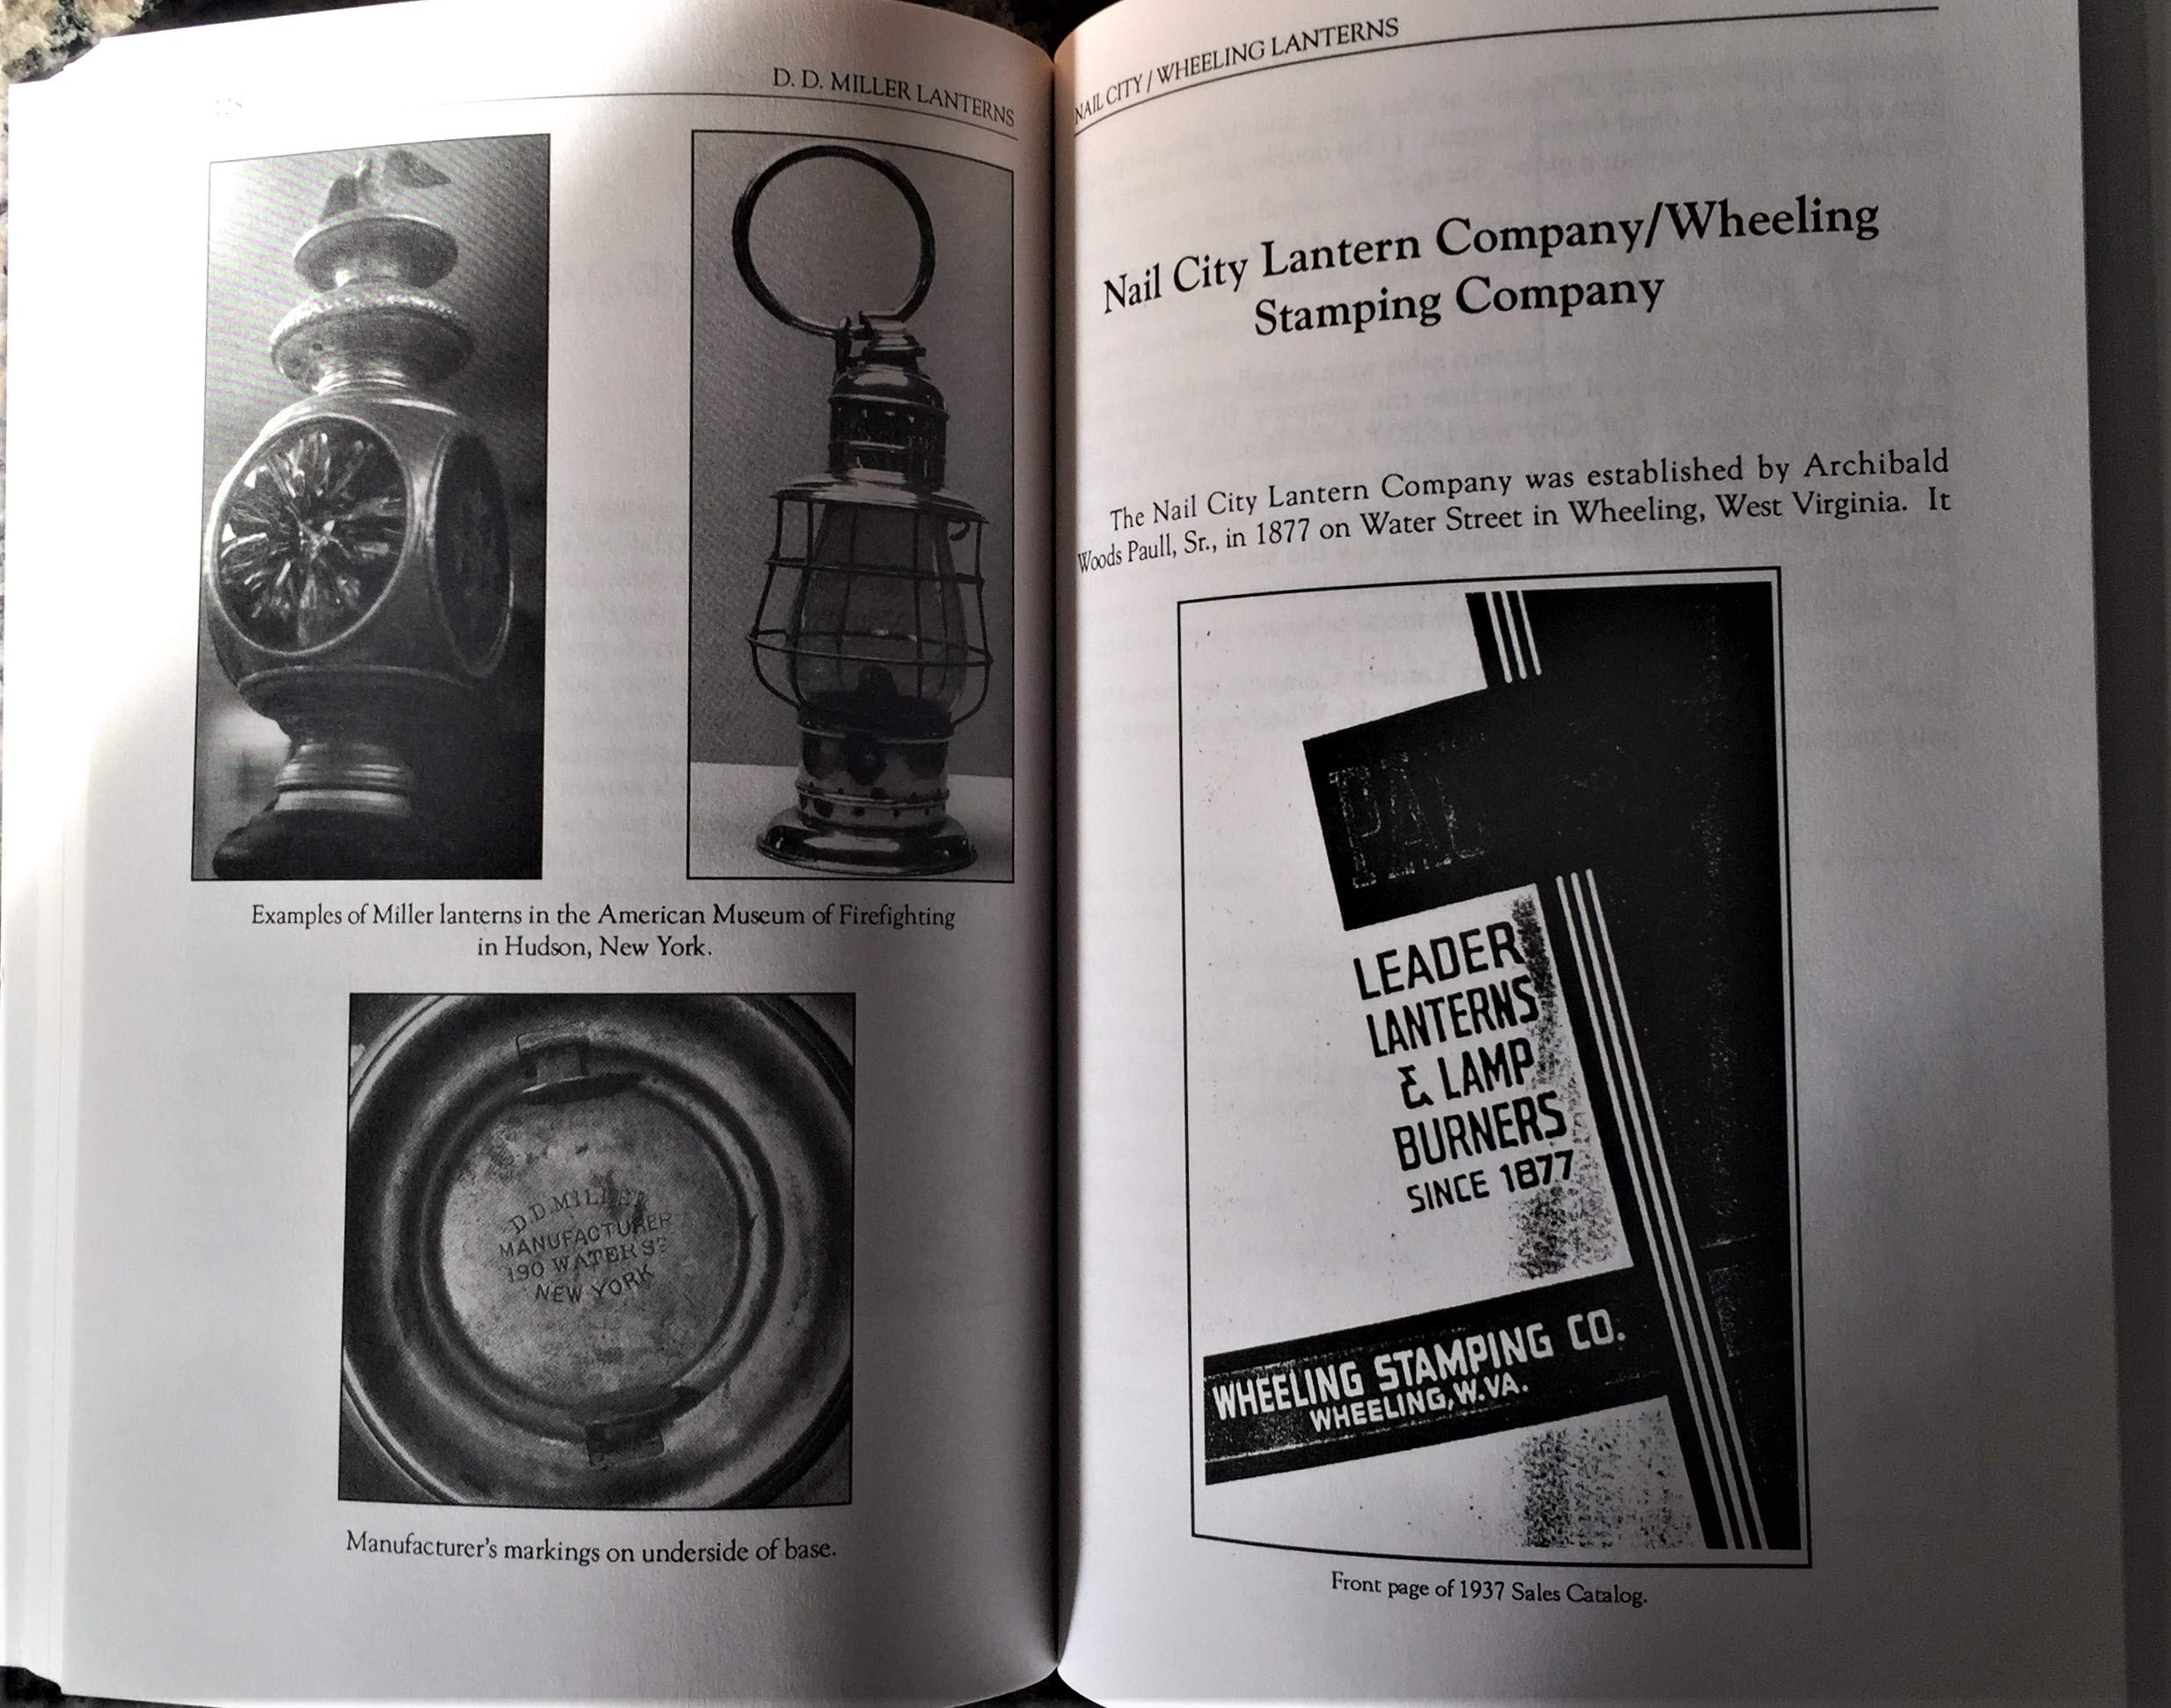 D. D. MILLER LANTERNS
Examples of Miller lanterns in the American Museum of Firefighting
in Hudson, New York.
D.D. MILLER
MANUFACTURER
190 WATER ST
NEW YORK
Manufacturer's markings on underside of base.
NAIL CITY / WHEELING LANTERNS
Nail City Lantern Company/Wheeling
Stamping Company
The Nail City Lantern Company was established by Archibald
Woods Paull, Sr., in 1877 on Water Street in Wheeling, West Virginia. It
LEADER
LANTERNS
& LAMP
BURNERS
SINCE 1877
WHEELING STAMPING CO.
WHEELING, W.VA.
Front page of 1937 Sales Catalog.